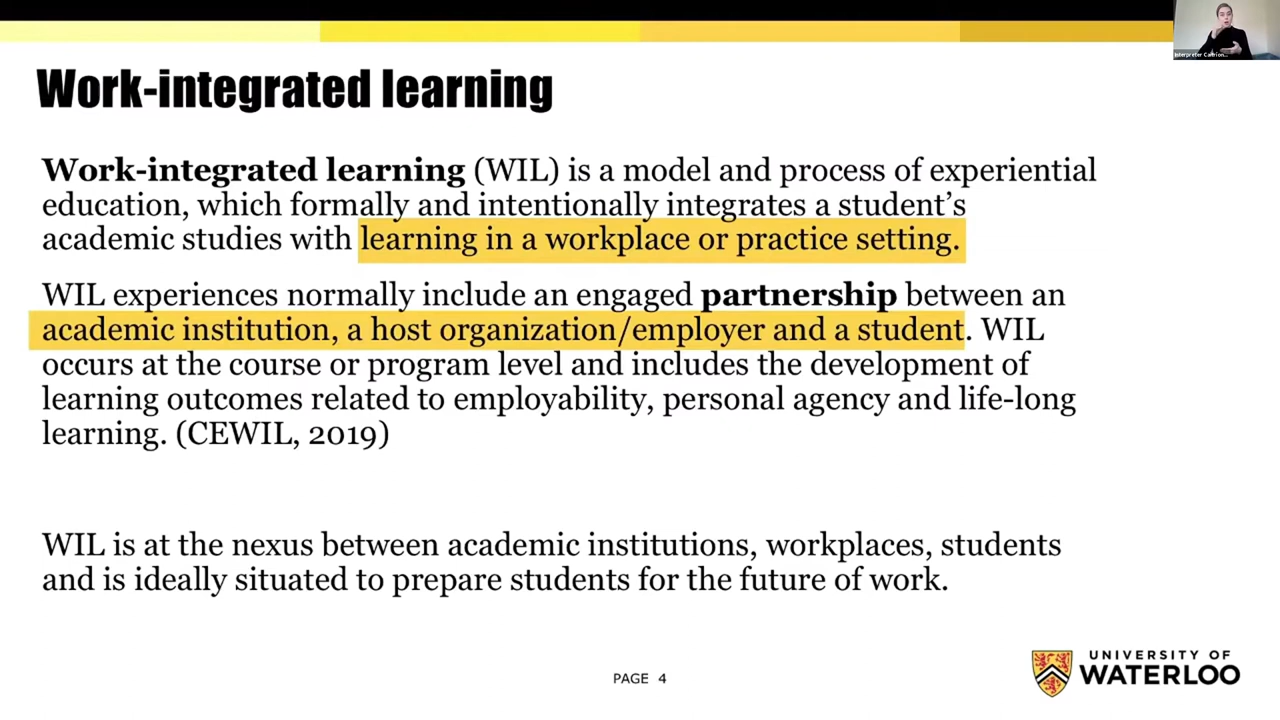 Interpreter Caitrion...
Work-integrated learning
Work-integrated learning (WIL) is a model and process of experiential
education, which formally and intentionally integrates a student's
academic studies with learning in a workplace or practice setting.
WIL experiences normally include an engaged partnership between an
academic institution, a host organization/employer and a student. WIL
occurs at the course or program level and includes the development of
learning outcomes related to employability, personal agency and life-long
learning. (CEWIL, 2019)
WIL is at the nexus between academic institutions, workplaces, students
and is ideally situated to prepare students for the future of work.
PAGE 4
UNIVERSITY OF
WATERLOO